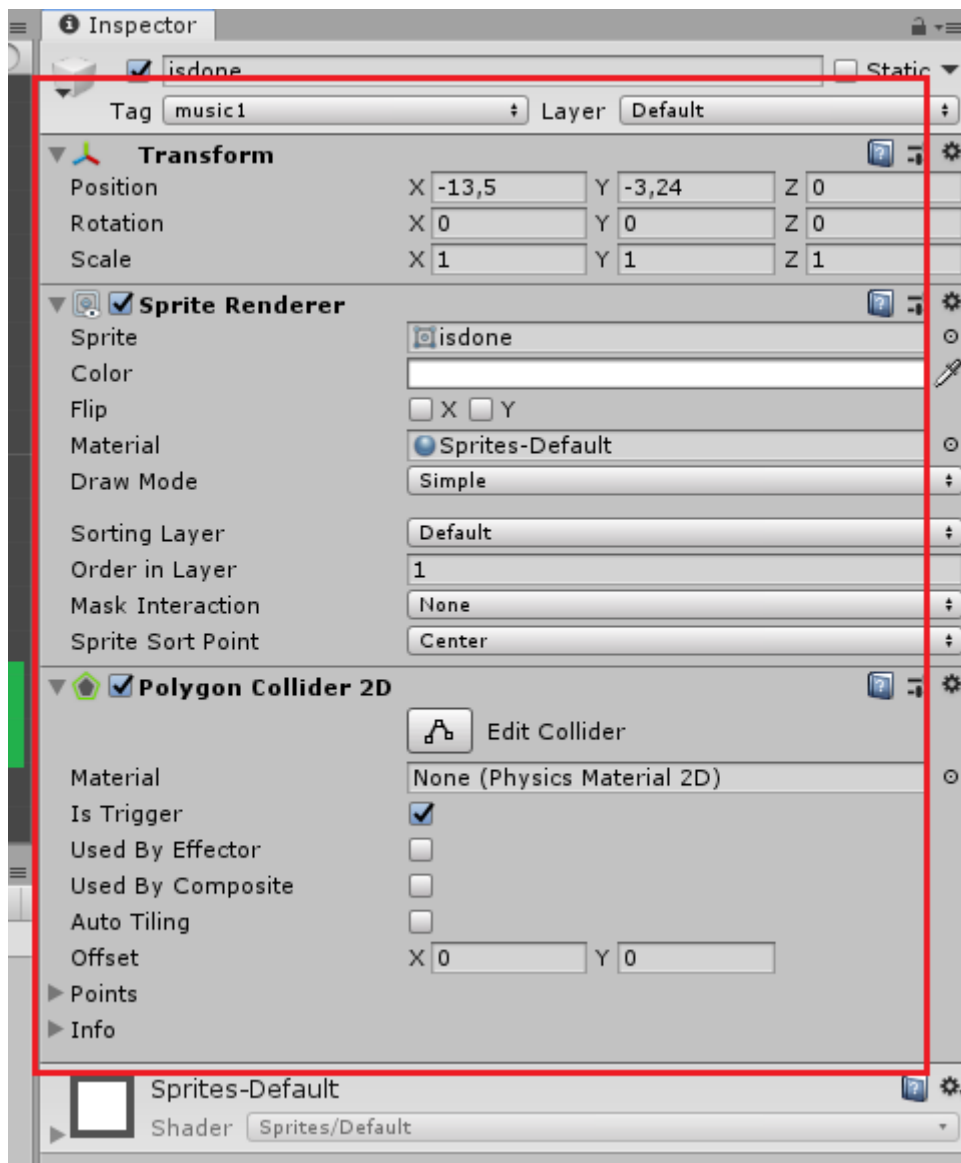 Inspector
isdone Static
Tag music1 Layer Default
Transform
Position X -13,5 Y -3,24 Z 0
Rotation X 0 Y 0 Z 0
Scale X 1 Y 1 Z 1
Sprite Renderer
Sprite isdone
Color
Flip X Y
Material Sprites-Default
Draw Mode Simple
Sorting Layer Default
Order in Layer 1
Mask Interaction None
Sprite Sort Point Center
Polygon Collider 2D
Edit Collider
Material None (Physics Material 2D)
Is Trigger
Used By Effector
Used By Composite
Auto Tiling
Offset X 0 Y 0
Points
Info
Sprites-Default
Shader Sprites/Default